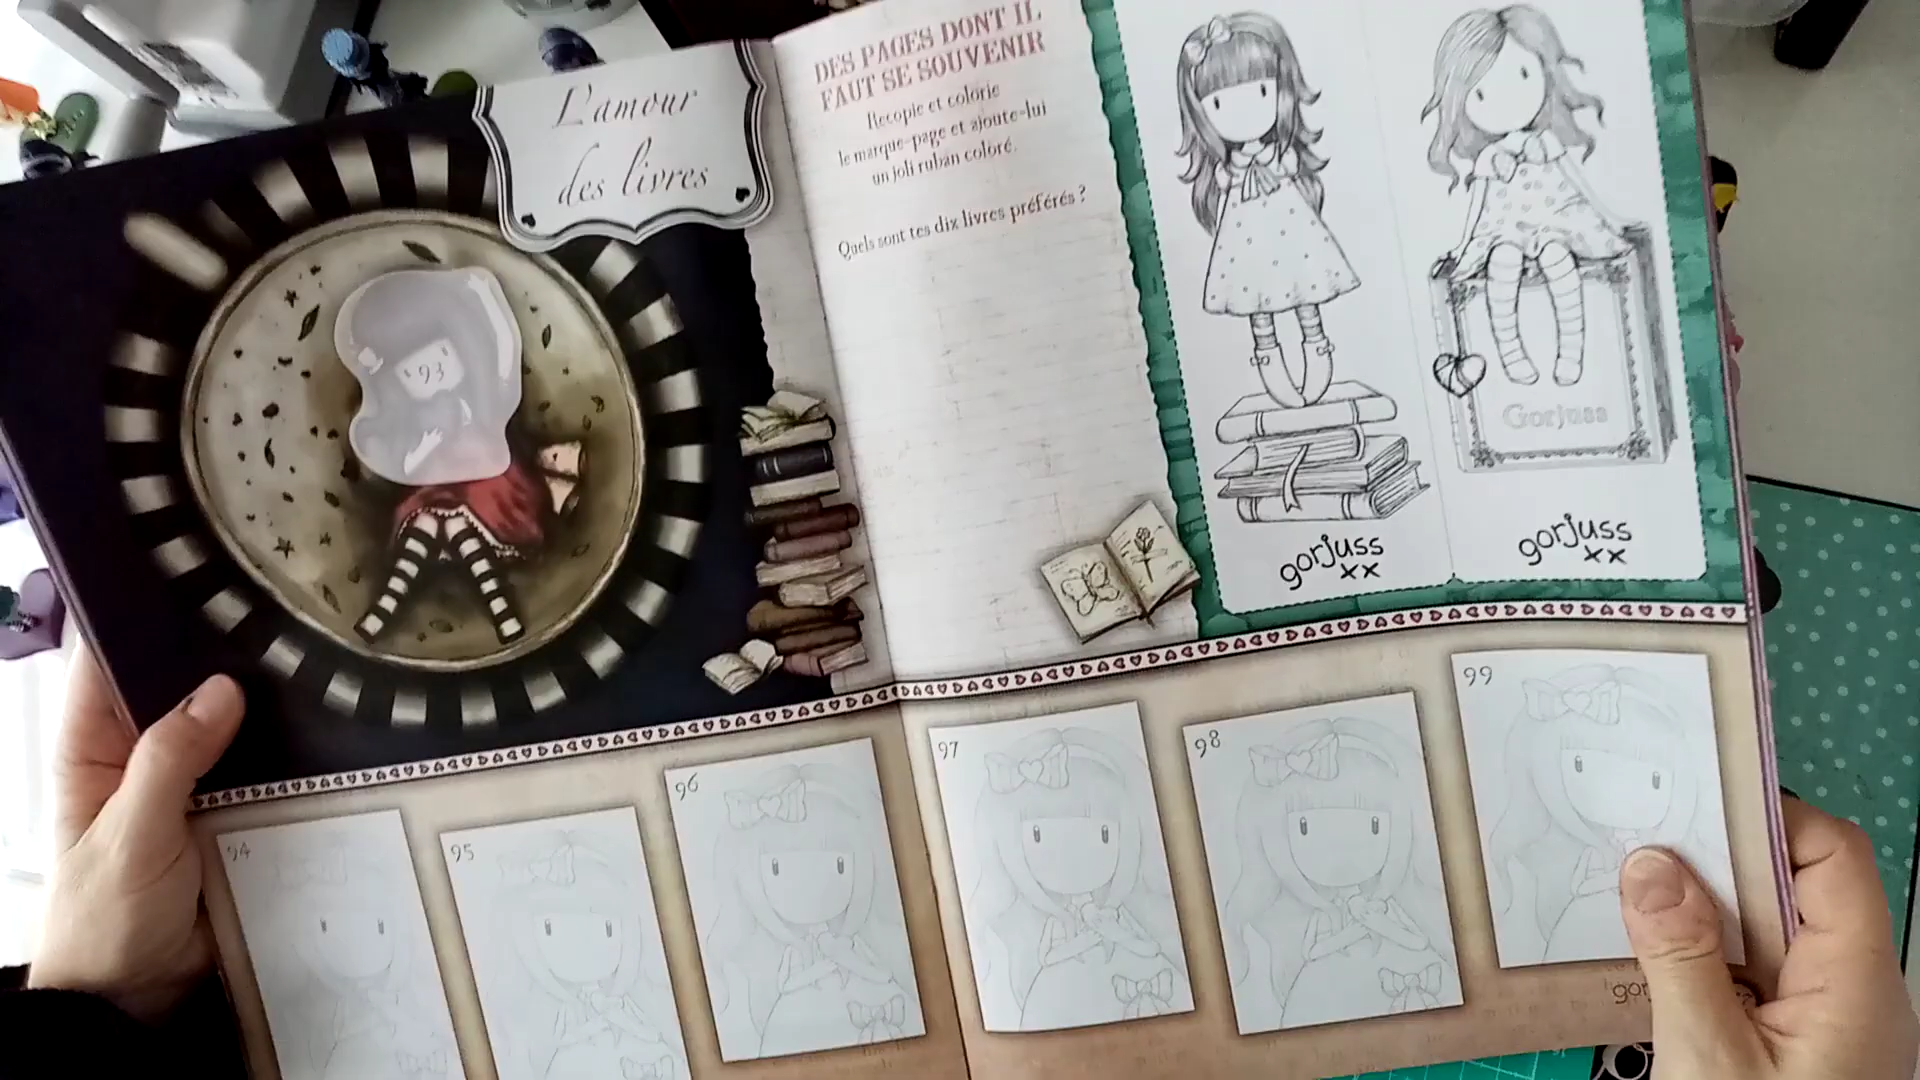 L'amour
des livres
93
DES PAGES DONT IL
FAUT SE SOUVENIR
Recopie et colorie
le marque-page et ajoute-lui
un joli ruban coloré.
Quels sont tes dix livres préférés ?
gorjuss
xx
Gorjuss
gorjuss
xx
94
95
96
97
98
99